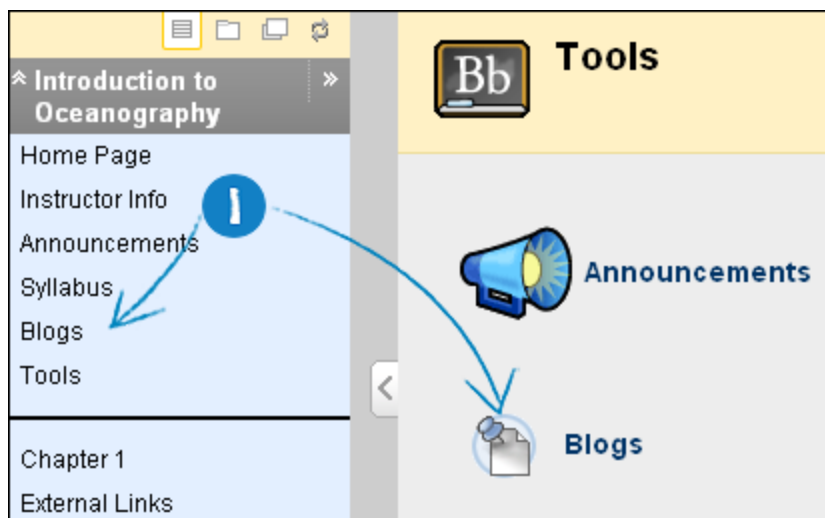 Introduction to
Oceanography
Home Page
Instructor Info
Announcements
Syllabus
Blogs
Tools
Chapter 1
External Links
1
Bb
Tools
Announcements
Blogs